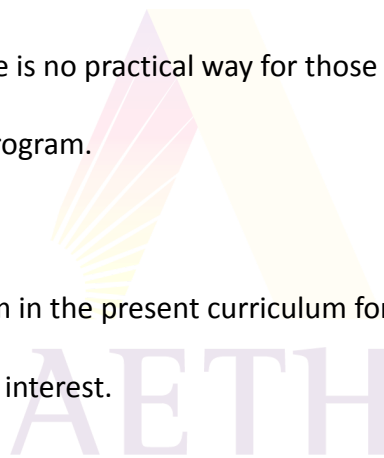 e is no practical way for those
rogram.
n in the present curriculum for
interest.
AETH